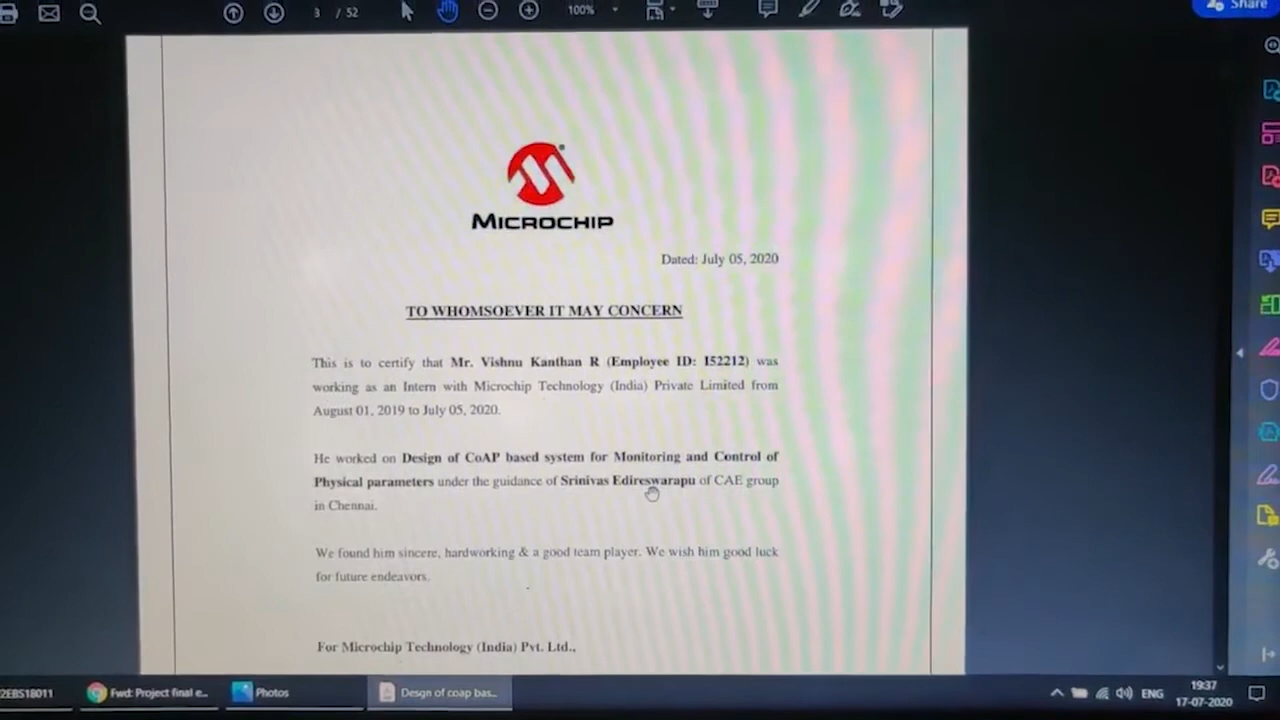 3 / 52
100%
Share
MICROCHIP
Dated: July 05, 2020
TO WHOMSOEVER IT MAY CONCERN
This is to certify that Mr. Vishnu Kanthan R (Employee ID: I52212) was
working as an Intern with Microchip Technology (India) Private Limited from
August 01, 2019 to July 05, 2020.
He worked on Design of CoAP based system for Monitoring and Control of
Physical parameters under the guidance of Srinivas Edireswarapu of CAE group
in Chennai.
We found him sincere, hardworking & a good team player. We wish him good luck
for future endeavors.
For Microchip Technology (India) Pvt. Ltd.,
2EBS18011
Fwd: Project final e...
Photos
Desgn of coap bas...
ENG
19:37
17-07-2020